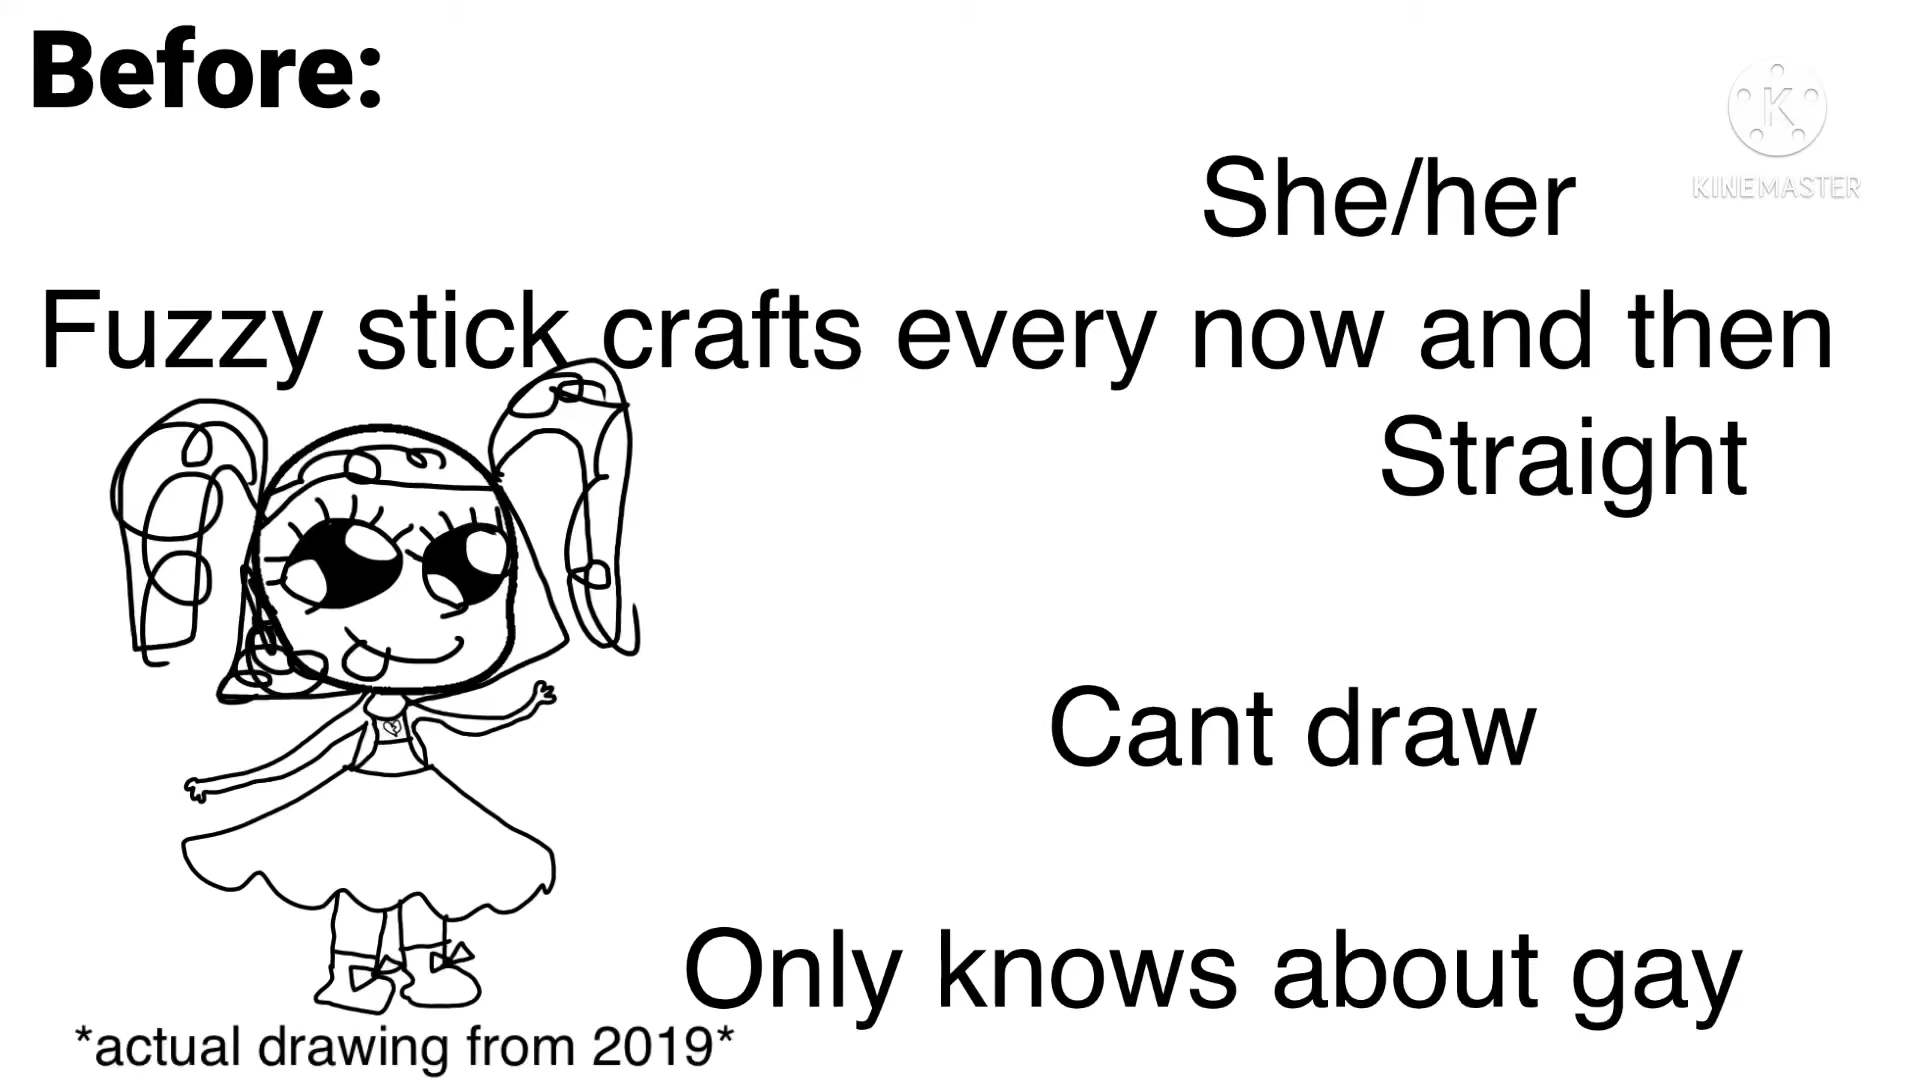 Before:
KINEMASTER
She/her
Fuzzy stick crafts every now and then
Straight
Cant draw
Only knows about gay
*actual drawing from 2019*